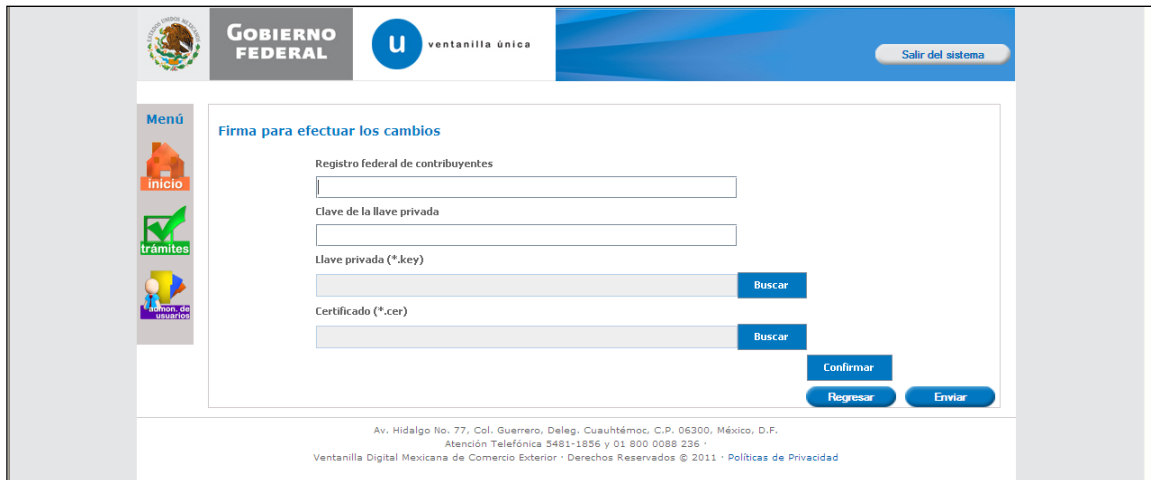 ESTADOS UNIDOS MEXICANOS
GOBIERNO
FEDERAL
u
ventanilla única
Salir del sistema
Menú
inicio
trámites
admon. de
usuarios
Firma para efectuar los cambios
Registro federal de contribuyentes
Clave de la llave privada
Llave privada (*.key)
Buscar
Certificado (*.cer)
Buscar
Confirmar
Regresar
Enviar
Av. Hidalgo No. 77, Col. Guerrero, Deleg. Cuauhtémoc, C.P. 06300, México, D.F.
Atención Telefónica 5481-1856 y 01 800 0088 236 ·
Ventanilla Digital Mexicana de Comercio Exterior · Derechos Reservados © 2011 · Políticas de Privacidad